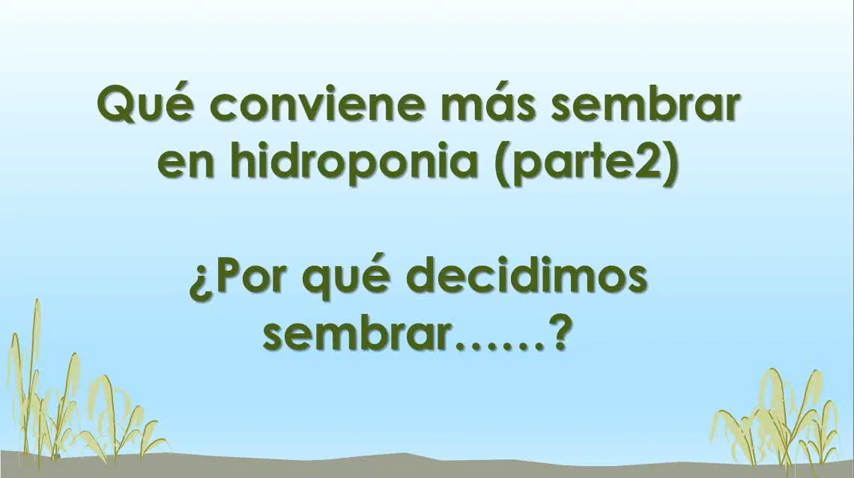 Qué conviene más sembrar
en hidroponia (parte2)
¿Por qué decidimos
sembrar……?